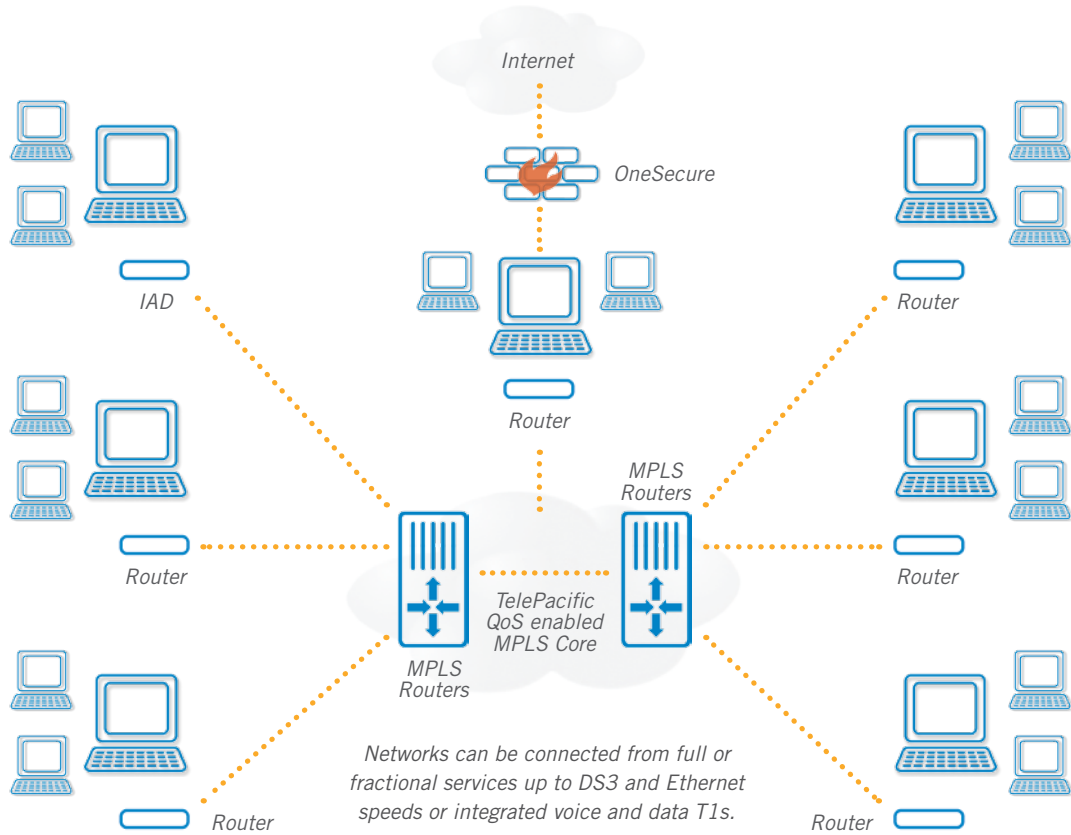 Internet
OneSecure
IAD
Router
Router
MPLS
Routers
Router
Router
TelePacific
QoS enabled
MPLS Core
MPLS
Routers
Networks can be connected from full or
fractional services up to DS3 and Ethernet
speeds or integrated voice and data T1s.
Router
Router